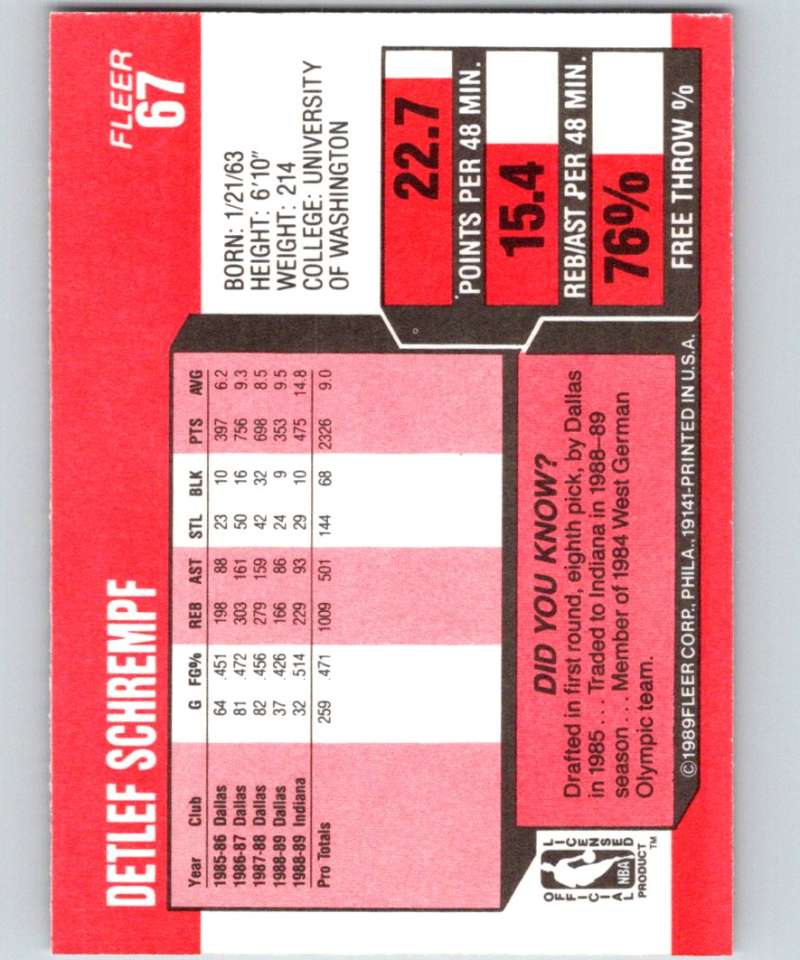 DETLEF SCHREMPF
FLEER
67
BORN: 1/21/63
HEIGHT: 6'10"
WEIGHT: 214
COLLEGE: UNIVERSITY
OF WASHINGTON
Year Club G FG% REB AST STL BLK PTS AVG
1985-86 Dallas 64 .451 198 88 23 10 397 6.2
1986-87 Dallas 81 .472 303 161 50 16 756 9.3
1987-88 Dallas 82 .456 279 159 42 32 698 8.5
1988-89 Dallas 37 .426 166 86 24 9 353 9.5
1988-89 Indiana 32 .514 229 93 29 10 475 14.8
Pro Totals 259 .471 1009 501 144 68 2326 9.0
22.7
POINTS PER 48 MIN.
15.4
REB/AST PER 48 MIN.
76%
FREE THROW %
DID YOU KNOW?
Drafted in first round, eighth pick, by Dallas
in 1985 . . . Traded to Indiana in 1988–89
season . . . Member of 1984 West German
Olympic team.
OFFICIAL LICENSED
NBA
PRODUCT™
©1989 FLEER CORP., PHILA., 19141-PRINTED IN U.S.A.